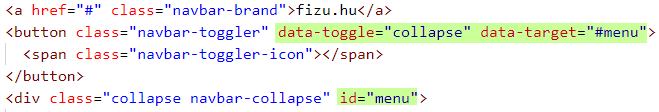 <a href="#" class="navbar-brand">fizu.hu</a>
<button class="navbar-toggler" data-toggle="collapse" data-target="#menu">
<span class="navbar-toggler-icon"></span>
</button>
<div class="collapse navbar-collapse" id="menu">